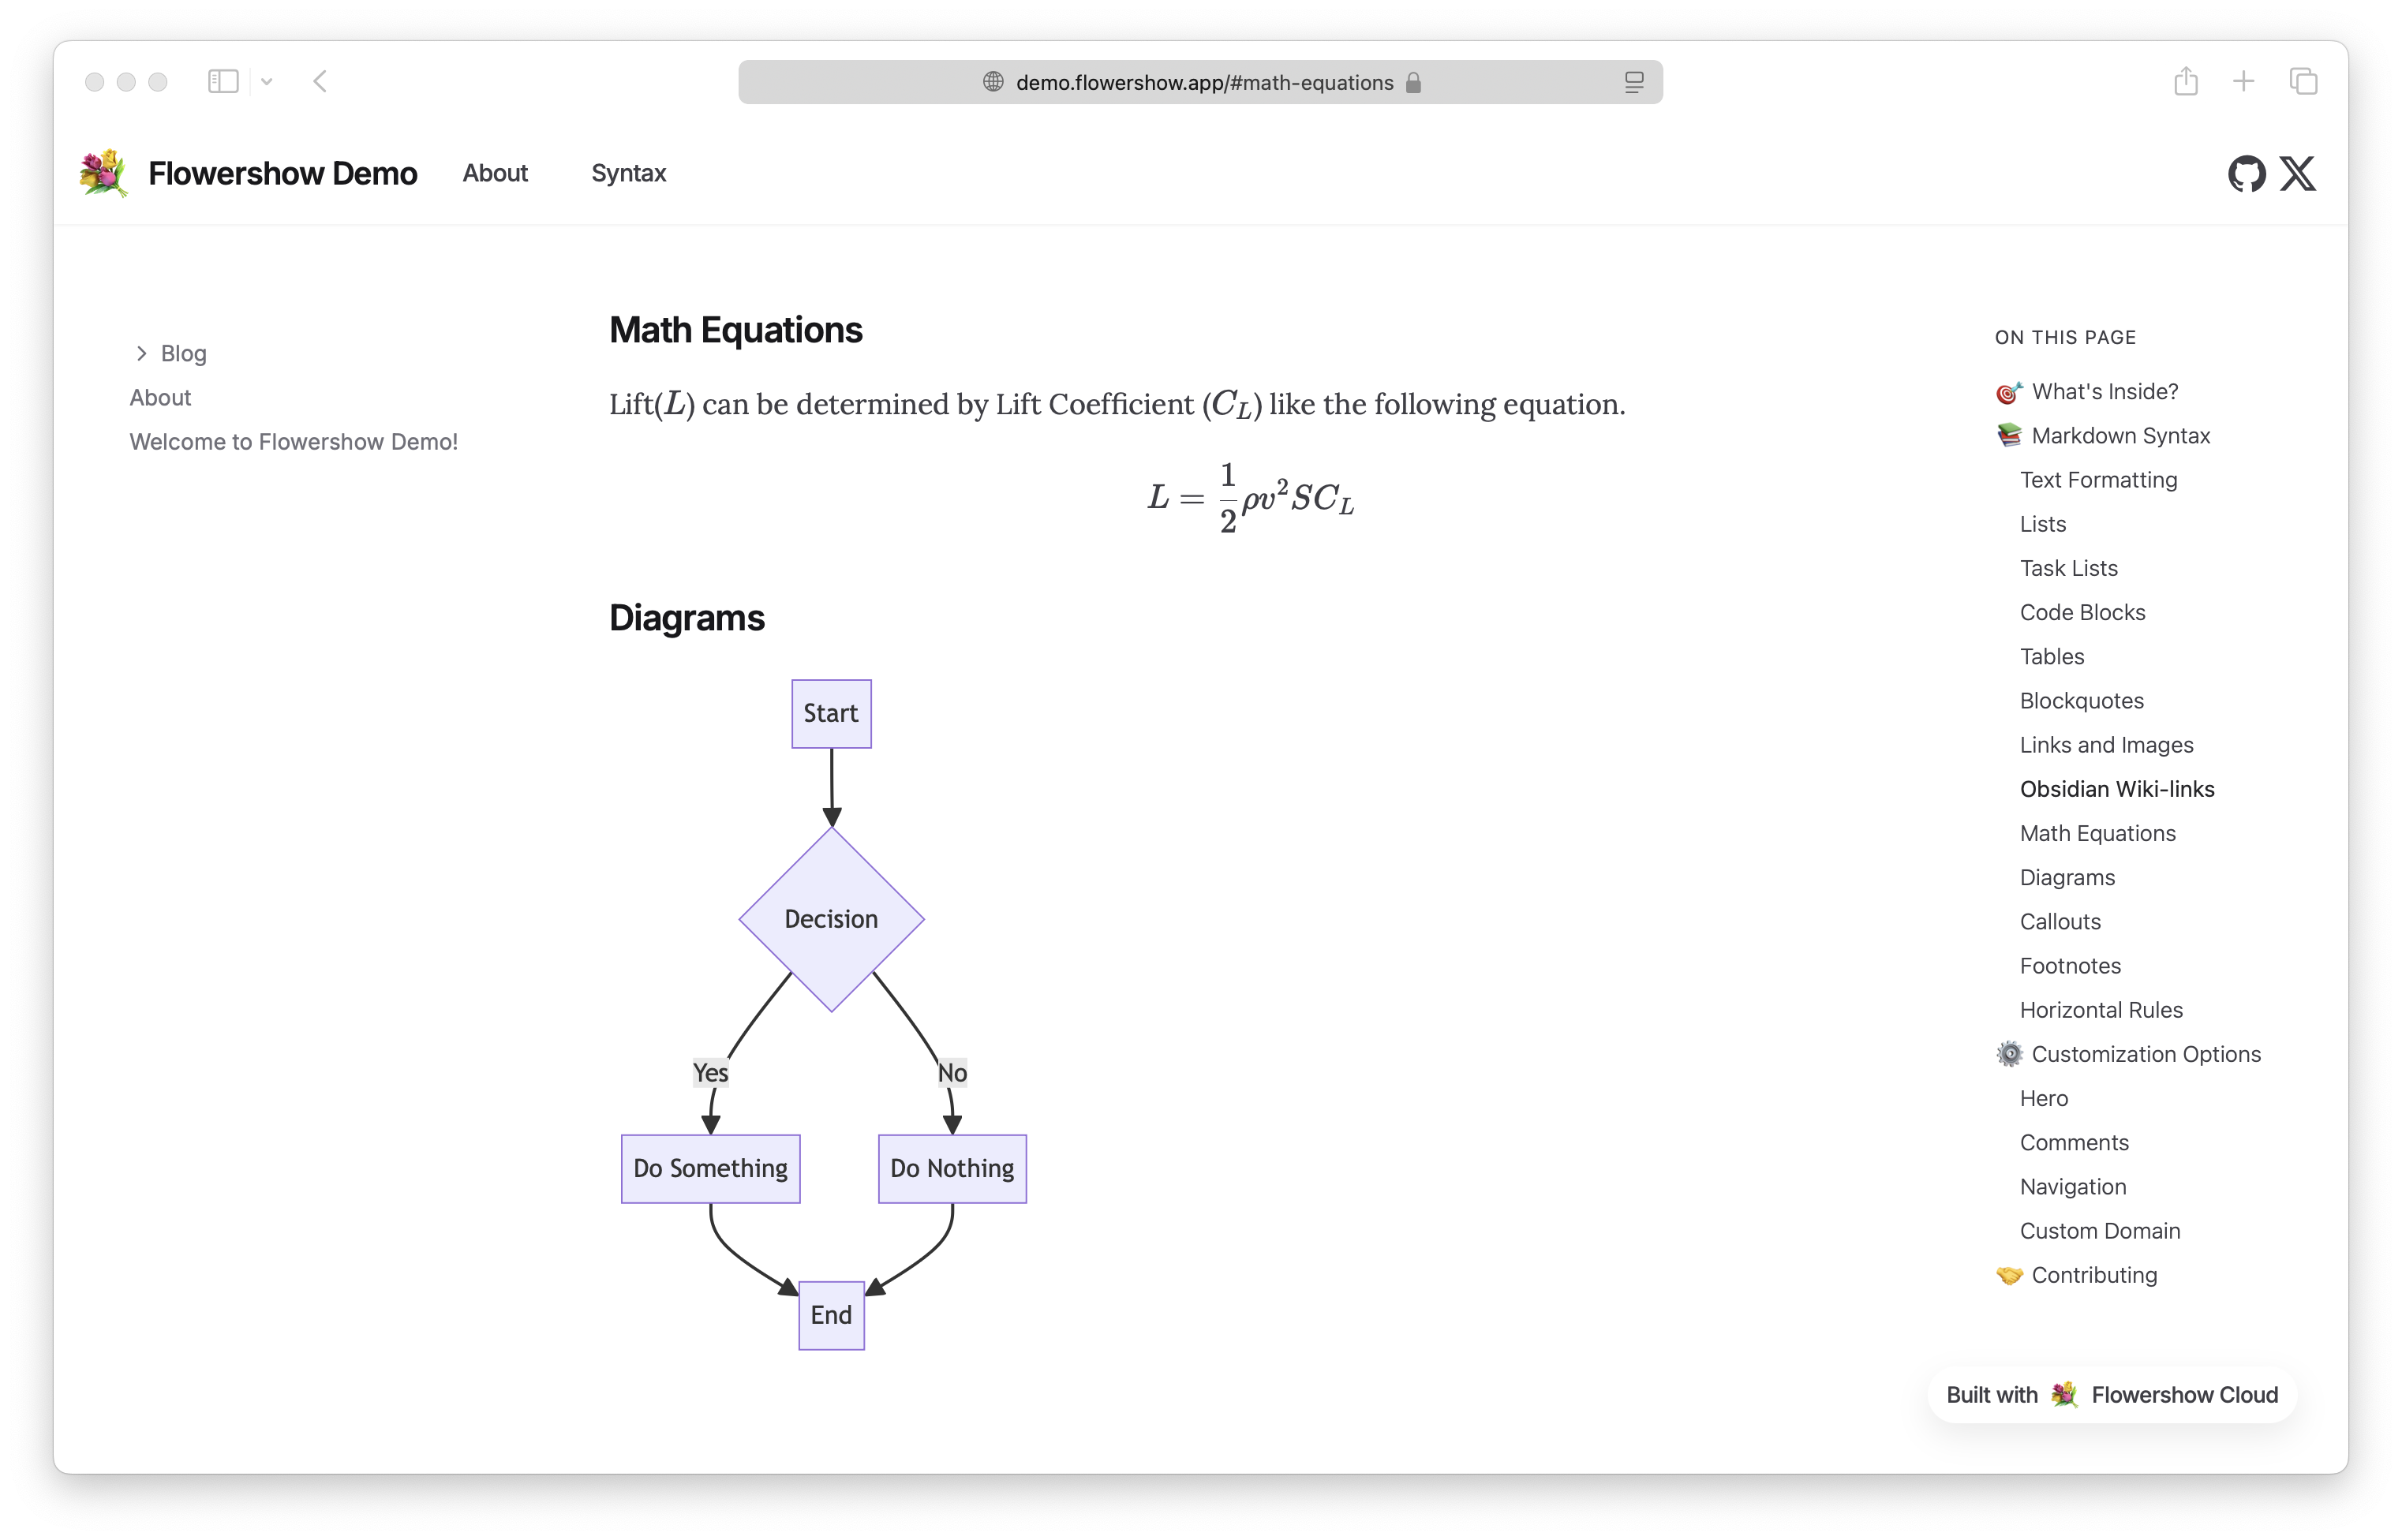 demo.flowershow.app/#math-equations
Flowershow Demo
About
Syntax
Blog
About
Welcome to Flowershow Demo!
Math Equations
Lift(L) can be determined by Lift Coefficient (C_L) like the following equation.
L = \frac{1}{2} ρv^2 SC_L
Diagrams
Start
Decision
Yes
No
Do Something
Do Nothing
End
ON THIS PAGE
🎯 What's Inside?
📚 Markdown Syntax
Text Formatting
Lists
Task Lists
Code Blocks
Tables
Blockquotes
Links and Images
Obsidian Wiki-links
Math Equations
Diagrams
Callouts
Footnotes
Horizontal Rules
⚙️ Customization Options
Hero
Comments
Navigation
Custom Domain
🤝 Contributing
Built with 💐 Flowershow Cloud